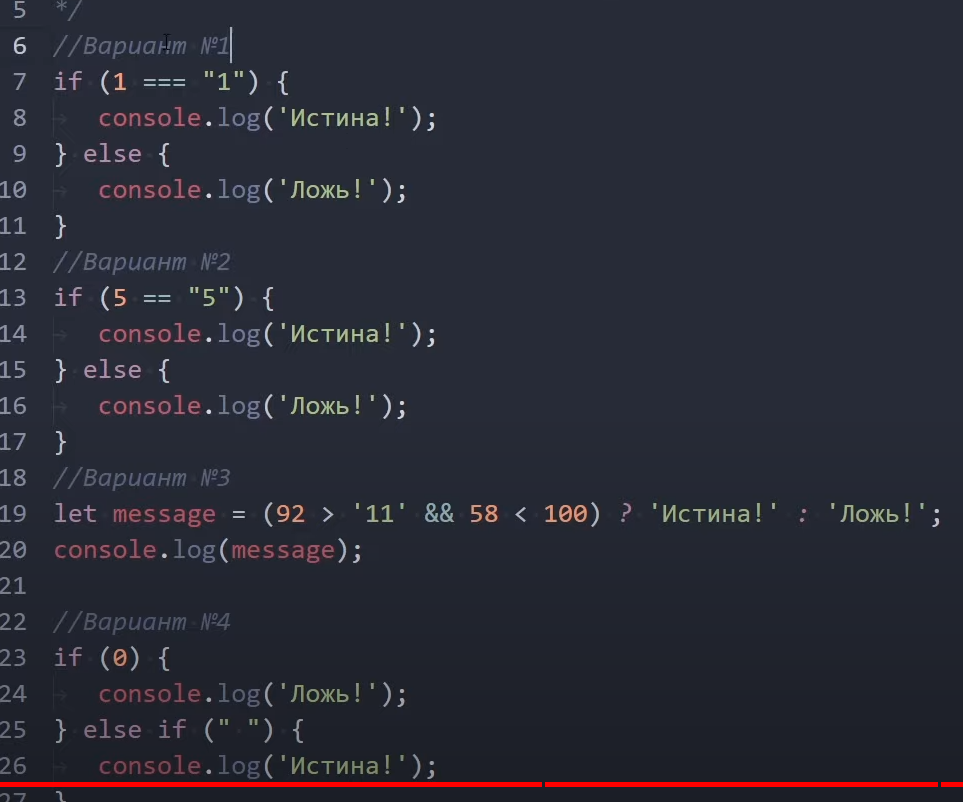 5 */
6 //Вариант №1
7 if (1 === "1") {
8 console.log('Истина!');
9 } else {
10 console.log('Ложь!');
11 }
12 //Вариант №2
13 if (5 == "5") {
14 console.log('Истина!');
15 } else {
16 console.log('Ложь!');
17 }
18 //Вариант №3
19 let message = (92 > '11' && 58 < 100) ? 'Истина!' : 'Ложь!';
20 console.log(message);
21
22 //Вариант №4
23 if (0) {
24 console.log('Ложь!');
25 } else if (" ") {
26 console.log('Истина!');
27 }